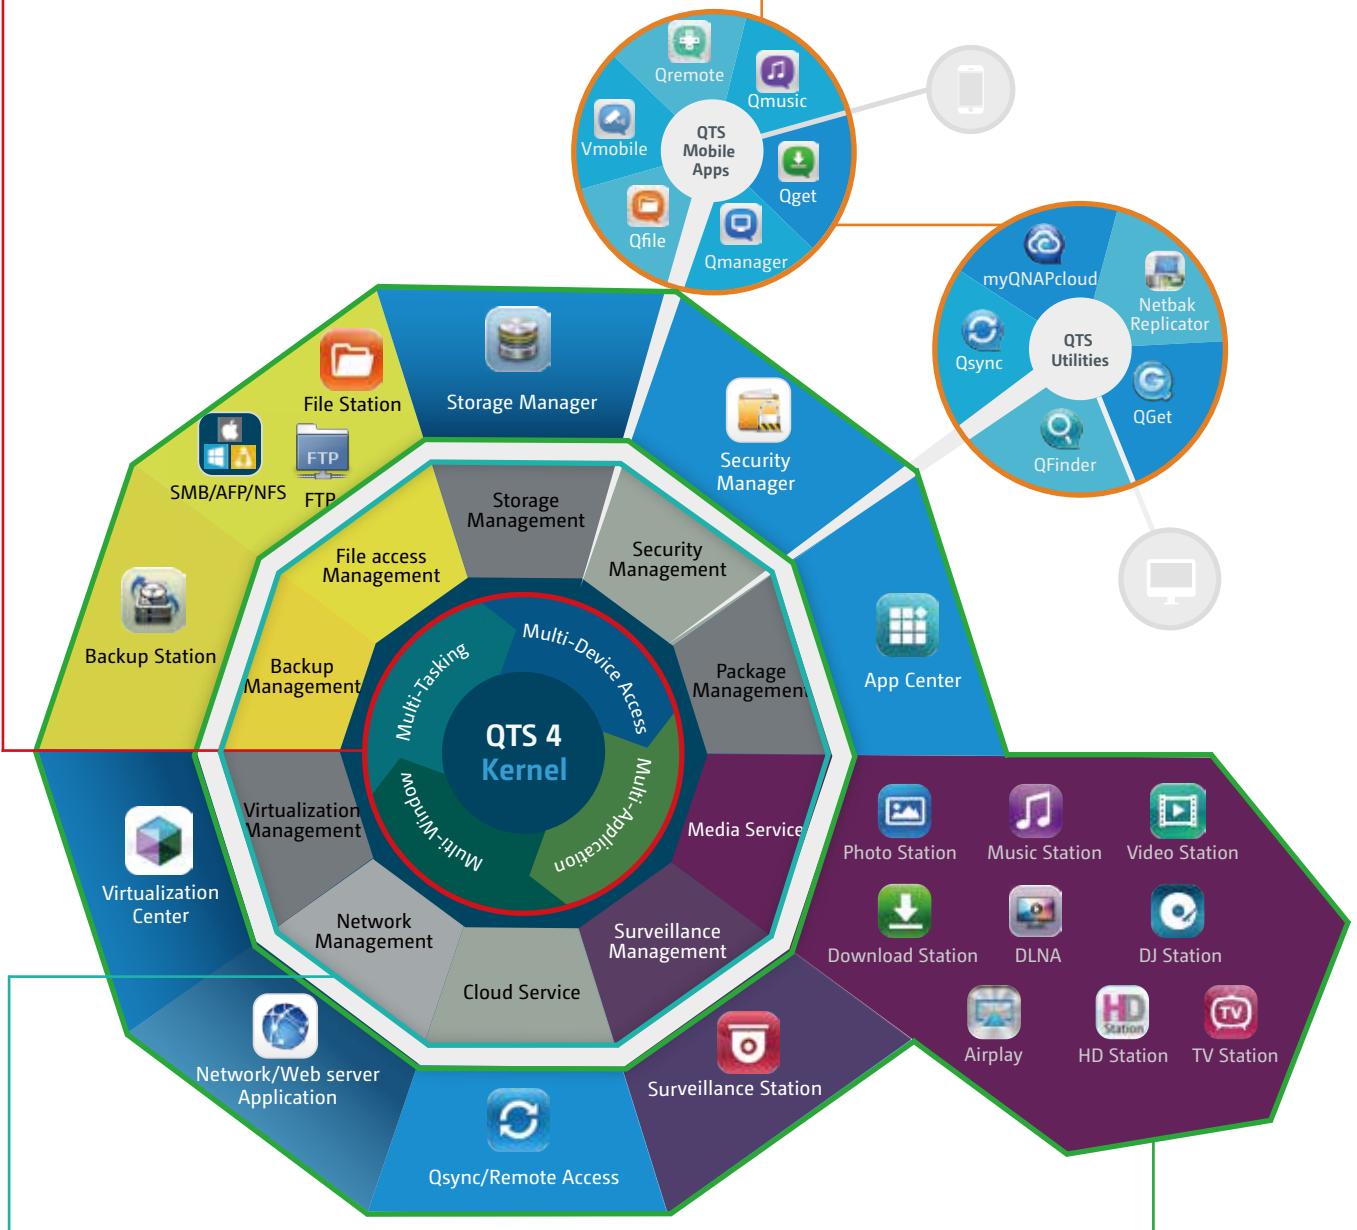 Qremote
Qmusic
Vmobile
QTS
Mobile
Apps
Qget
Qfile
Qmanager
myQNAPcloud
Netbak
Replicator
Qsync
QTS
Utilities
QGet
QFinder
File Station
Storage Manager
FTP
SMB/AFP/NFS
FTP
Security
Manager
Storage
Management
File access
Management
Security
Management
Backup Station
Backup
Management
Package
Management
App Center
Multi-Tasking
Multi-Device Access
QTS 4
Kernel
Multi-Window
Multi-Application
Virtualization
Management
Media Service
Photo Station
Music Station
Video Station
Virtualization
Center
Network
Management
Surveillance
Management
Download Station
DLNA
DJ Station
Cloud Service
HD
Station
TV
Airplay
HD Station
TV Station
Network/Web server
Application
Surveillance Station
Qsync/Remote Access